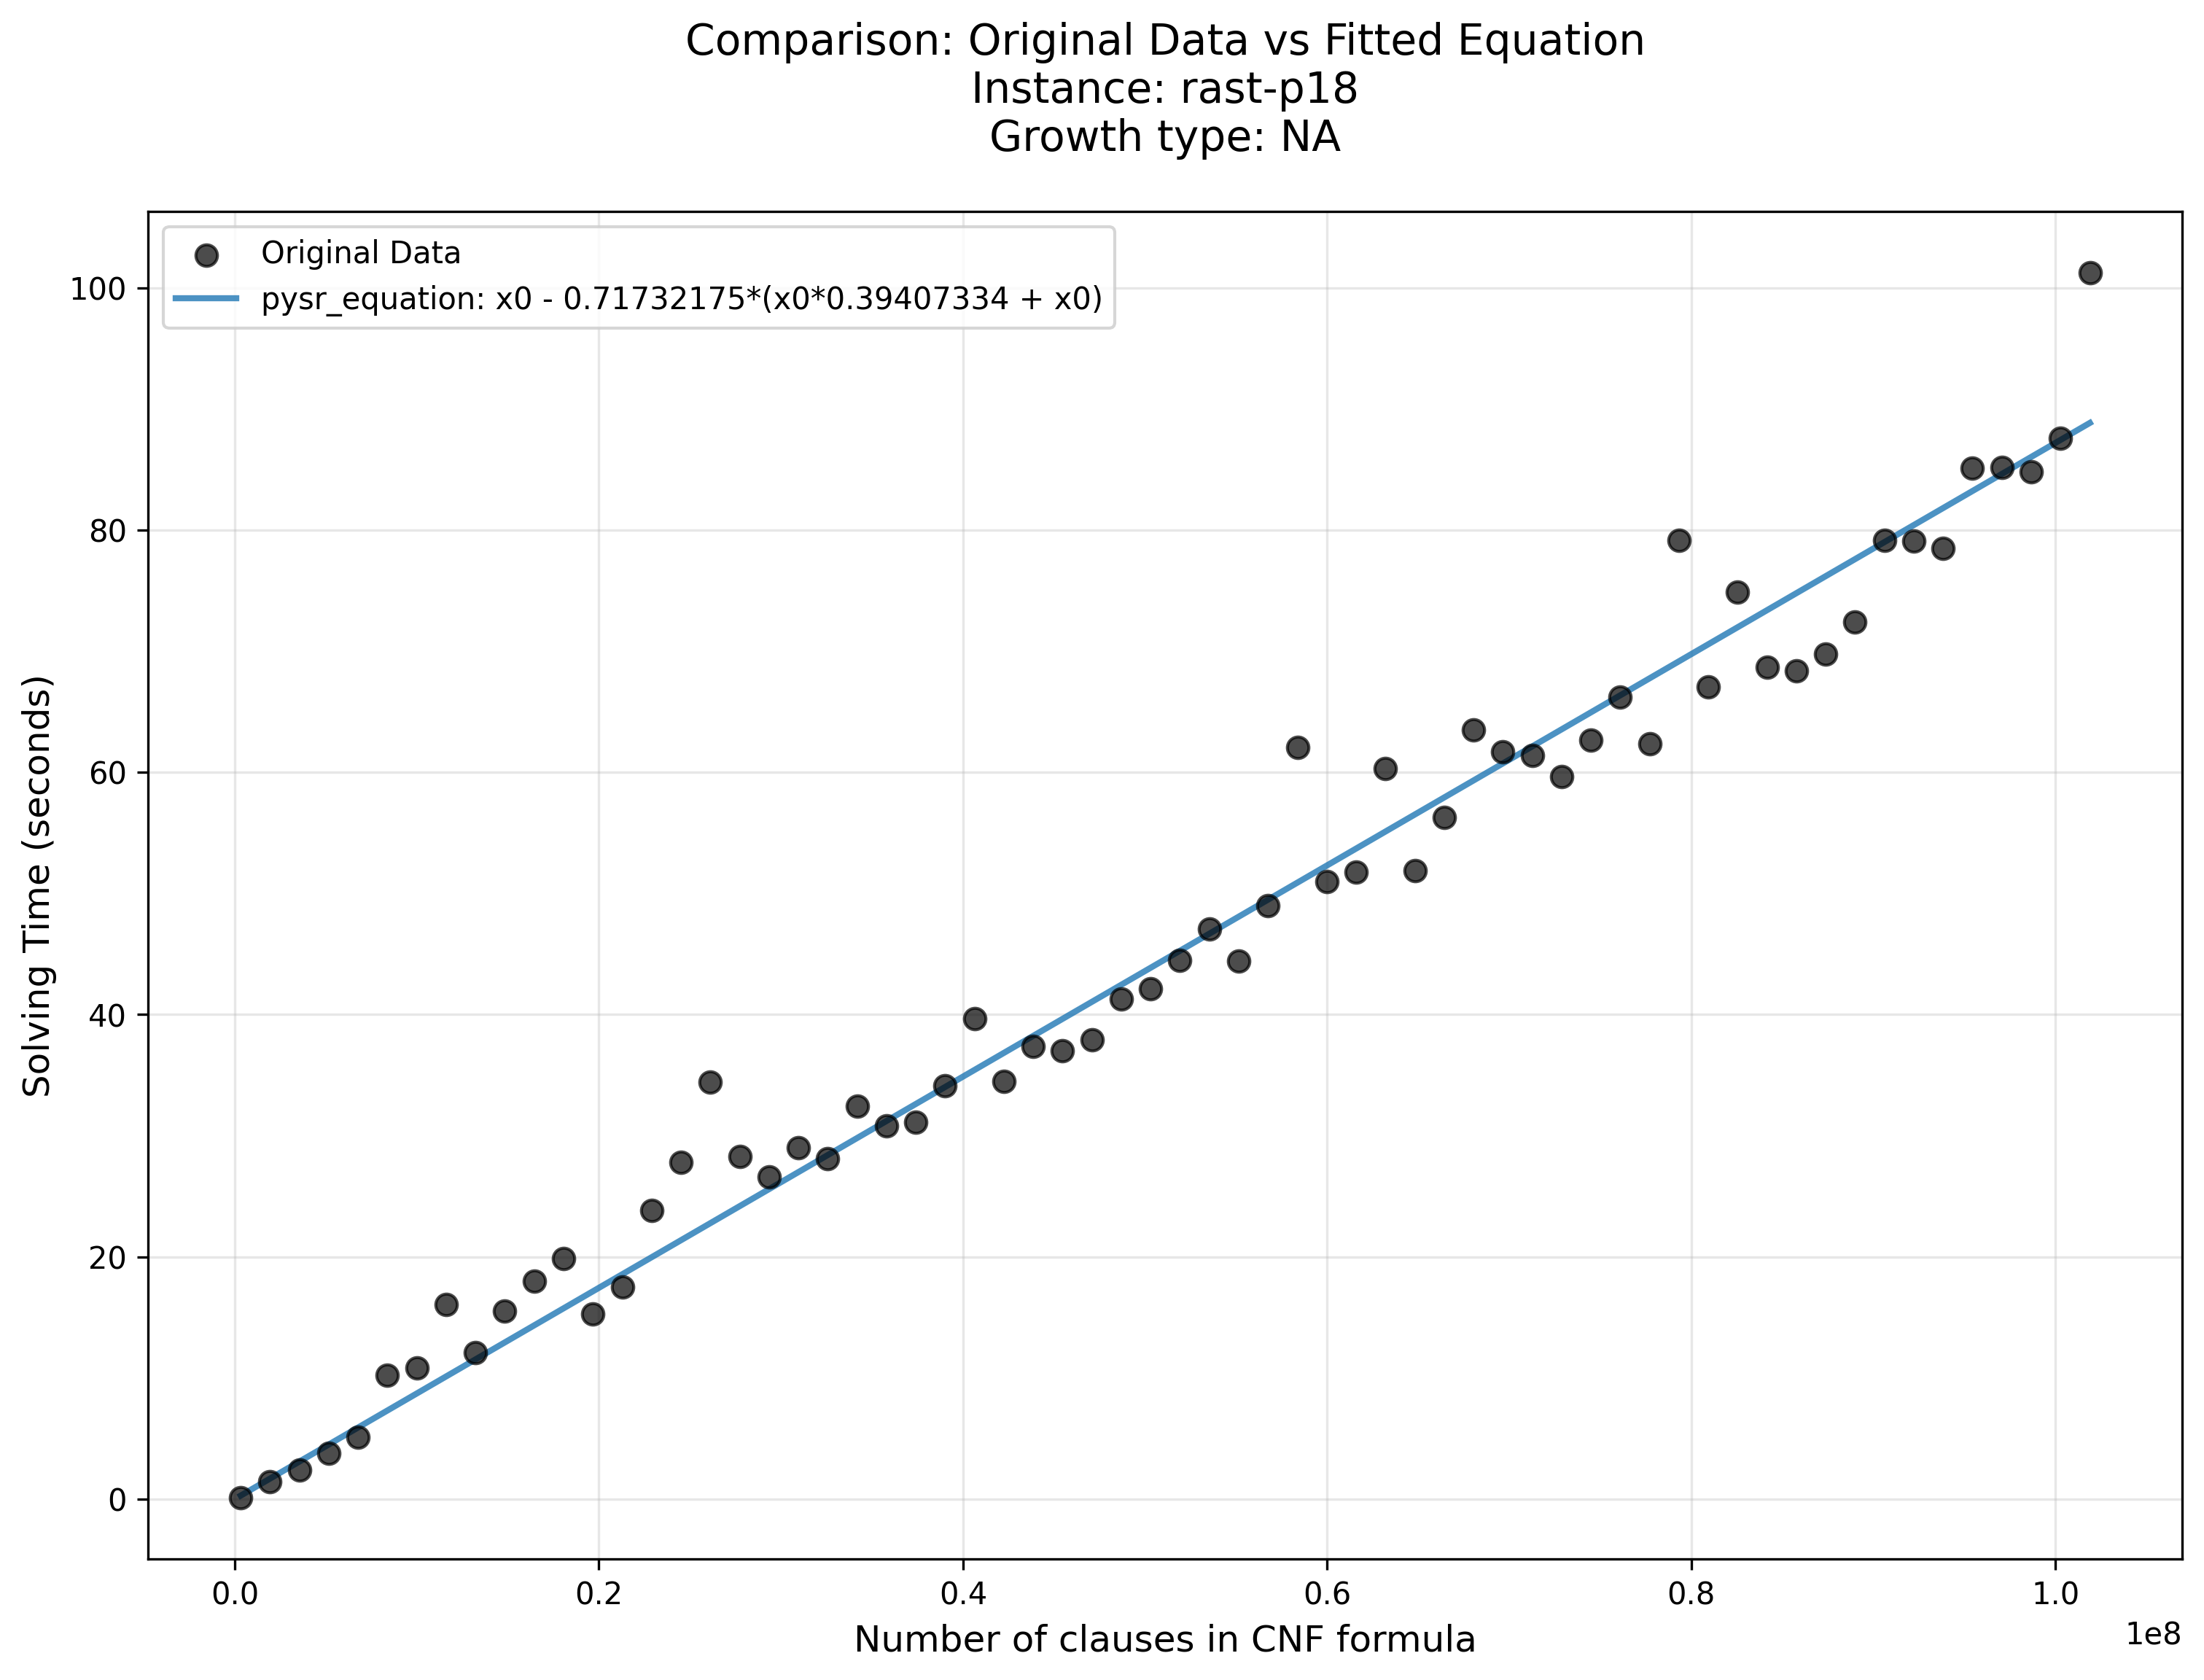 Comparison: Original Data vs Fitted Equation
Instance: rast-p18
Growth type: NA
Original Data
pysr_equation: x0 - 0.71732175*(x0*0.39407334 + x0)
100
80
60
40
20
0
Solving Time (seconds)
0.0
0.2
0.4
0.6
0.8
1.0
1e8
Number of clauses in CNF formula